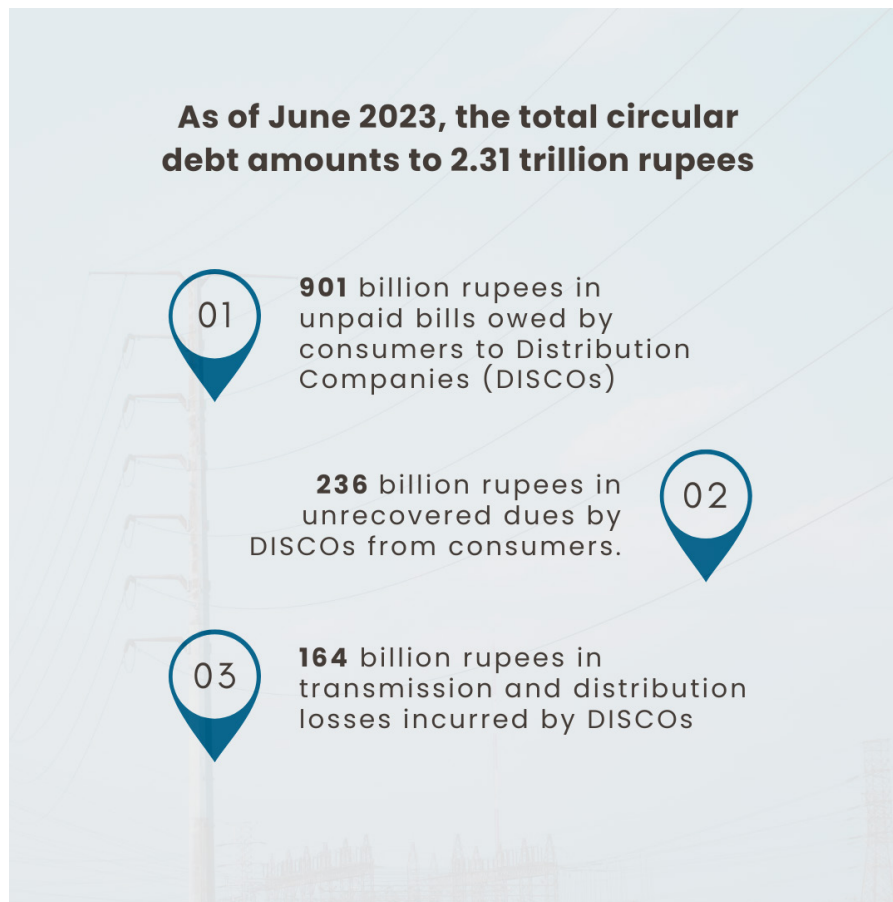 As of June 2023, the total circular
debt amounts to 2.31 trillion rupees
01
901 billion rupees in
unpaid bills owed by
consumers to Distribution
Companies (DISCOs)
236 billion rupees in
unrecovered dues by
DISCOs from consumers.
02
03
164 billion rupees in
transmission and distribution
losses incurred by DISCOs